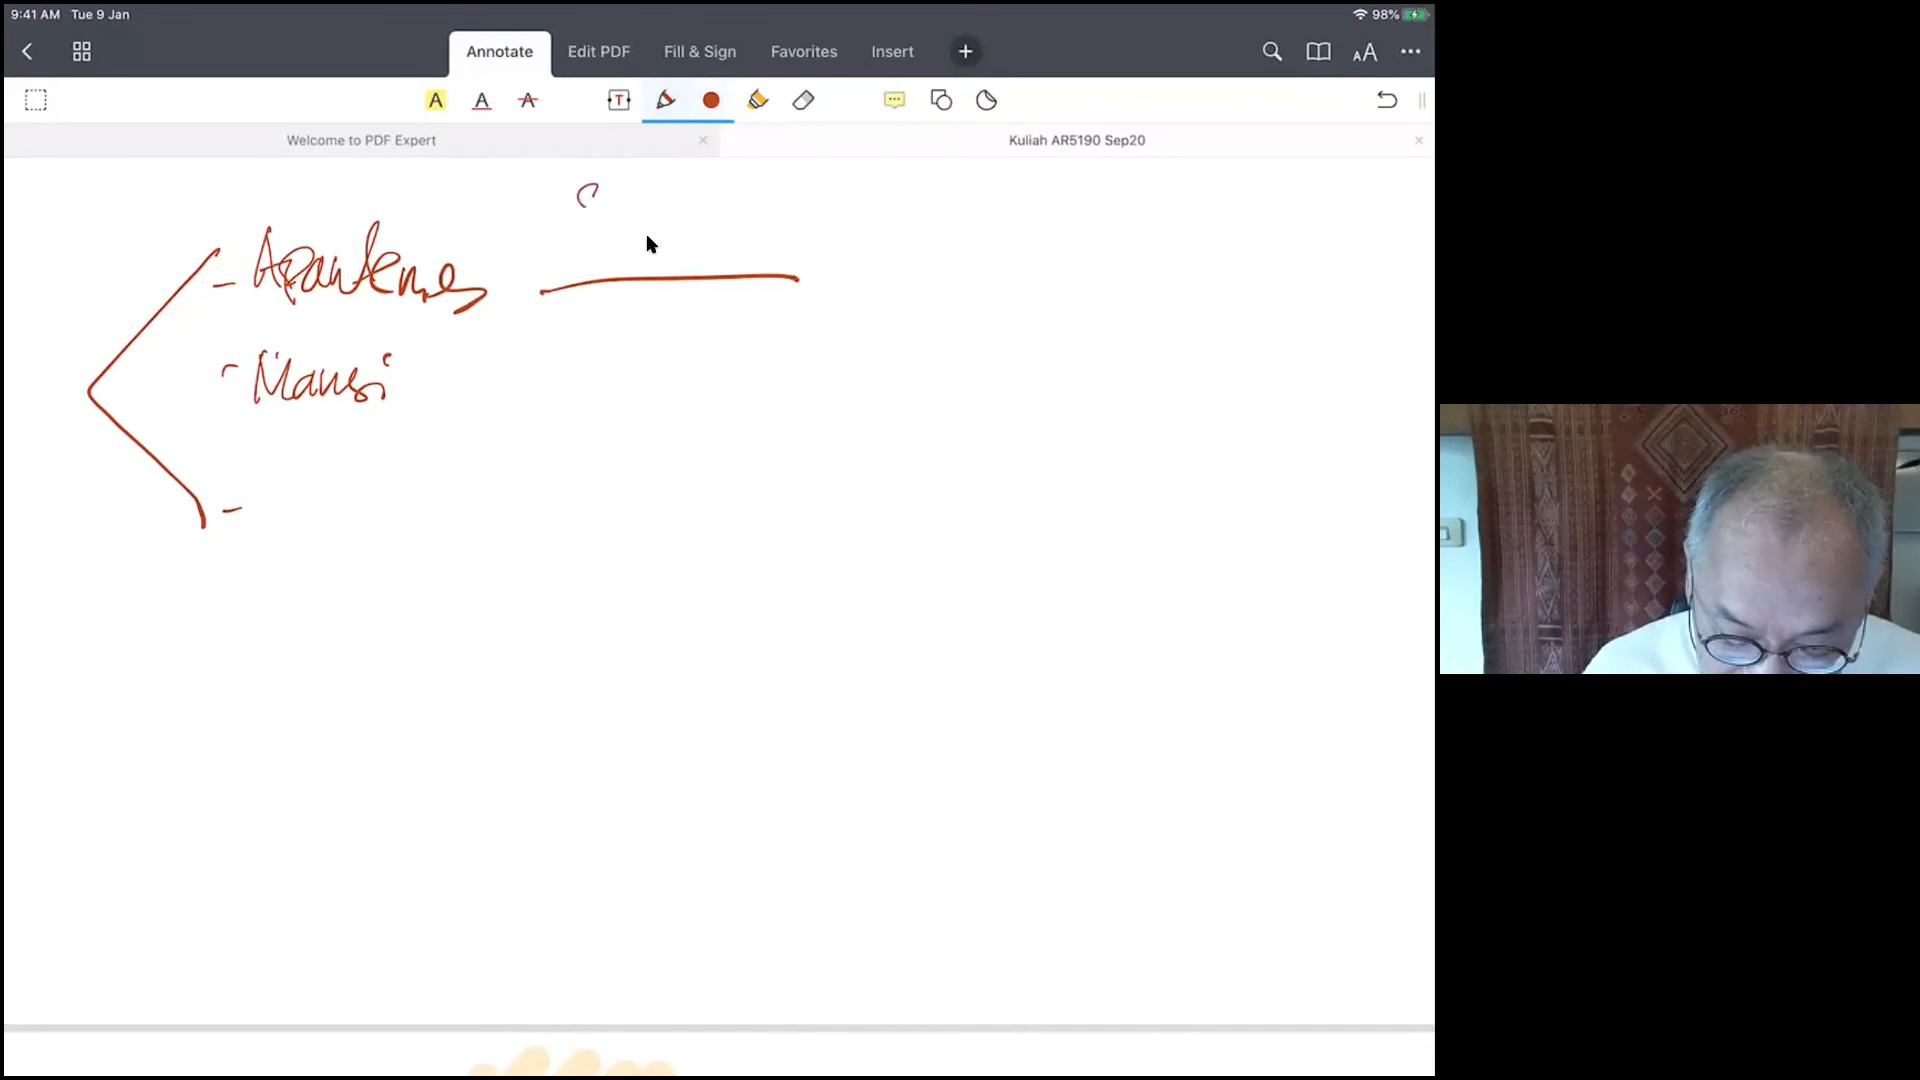 9:41 AM Tue 9 Jan 98%
Annotate Edit PDF Fill & Sign Favorites Insert
A A A T
Welcome to PDF Expert Kuliah AR5190 Sep20